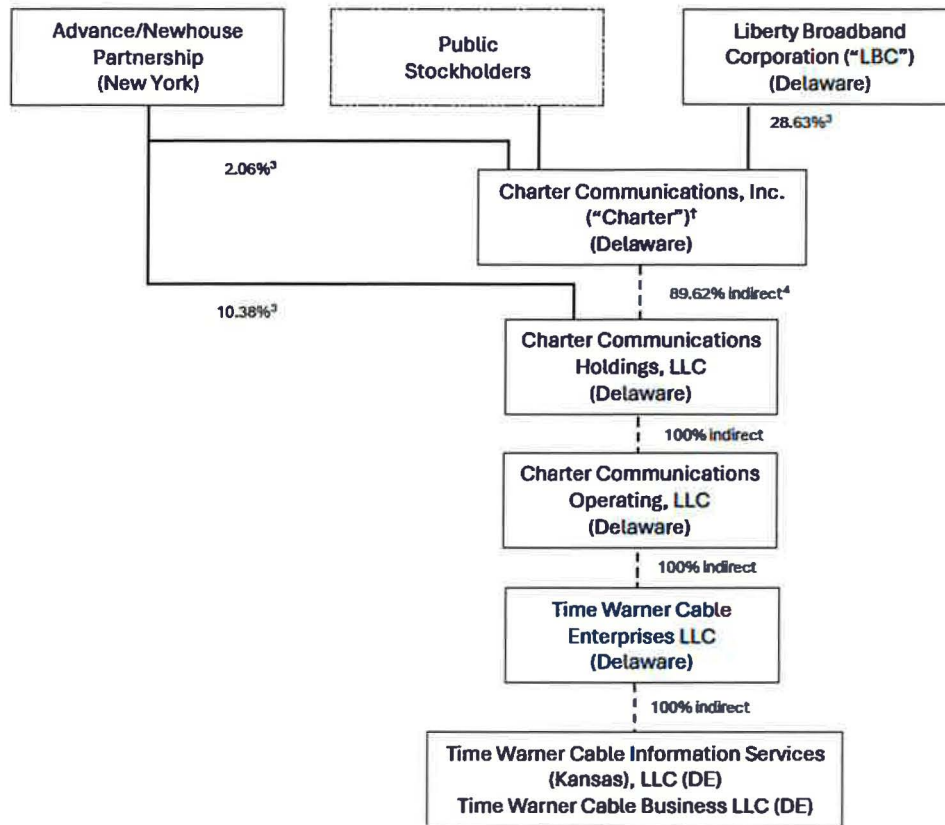 Advance/Newhouse
Partnership
(New York)
Public
Stockholders
Liberty Broadband
Corporation (“LBC”)
(Delaware)
28.63%³
2.06%³
Charter Communications, Inc.
(“Charter”)†
(Delaware)
89.62% indirect⁴
10.38%³
Charter Communications
Holdings, LLC
(Delaware)
100% indirect
Charter Communications
Operating, LLC
(Delaware)
100% indirect
Time Warner Cable
Enterprises LLC
(Delaware)
100% indirect
Time Warner Cable Information Services
(Kansas), LLC (DE)
Time Warner Cable Business LLC (DE)